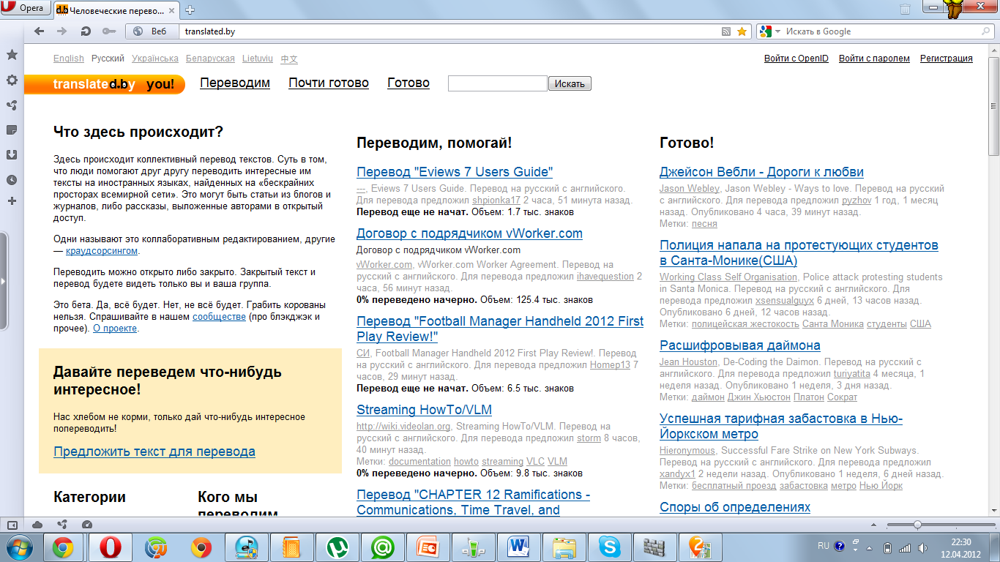 Opera
Человеческие перево...
Веб
translated.by
Искать в Google
English Русский Українська Беларуская Lietuviu 中文
Войти с OpenID Войти с паролем Регистрация
translated.by you!
Переводим Почти готово Готово
Искать
Что здесь происходит?
Здесь происходит коллективный перевод текстов. Суть в том,
что люди помогают друг другу переводить интересные им
тексты на иностранных языках, найденных на «бескрайних
просторах всемирной сети». Это могут быть статьи из блогов и
журналов, либо рассказы, выложенные авторами в открытый
доступ.
Одни называют это коллаборативным редактированием, другие
— краудсорсингом.
Переводить можно открыто либо закрыто. Закрытый текст и
перевод будете видеть только вы и ваша группа.
Это бета. Да, всё будет. Нет, не всё будет. Грабить корованы
нельзя. Спрашивайте в нашем сообществе (про блэкджэк и
прочее). О проекте.
Давайте переведем что-нибудь
интересное!
Нас хлебом не корми, только дай что-нибудь интересное
попереводить!
Предложить текст для перевода
Категории
Кого мы
переводим
Переводим, помогай!
Перевод "Eviews 7 Users Guide"
---, Eviews 7 Users Guide. Перевод на русский с английского.
Для перевода предложил shpionka17 2 часа, 51 минута назад.
Перевод еще не начат. Объем: 1.7 тыс. знаков
Договор с подрядчиком vWorker.com
Договор с подрядчиком vWorker.com
vWorker.com, vWorker.com Worker Agreement. Перевод на
русский с английского. Для перевода предложил ihavequestion 2
часа, 56 минут назад.
0% переведено начерно. Объем: 125.4 тыс. знаков
Перевод "Football Manager Handheld 2012 First
Play Review!"
СИ, Football Manager Handheld 2012 First Play Review!. Перевод
на русский с английского. Для перевода предложил Homep13 7
часов, 29 минут назад.
Перевод еще не начат. Объем: 6.5 тыс. знаков
Streaming HowTo/VLM
http://wiki.videolan.org, Streaming HowTo/VLM. Перевод на
русский с английского. Для перевода предложил storm 8 часов,
40 минут назад.
Метки: documentation howto streaming VLC VLM
0% переведено начерно. Объем: 9.8 тыс. знаков
Перевод "CHAPTER 12 Ramifications -
Communications, Time Travel, and
Готово!
Джейсон Вебли - Дороги к любви
Jason Webley, Jason Webley - Ways to love. Перевод на русский
с английского. Для перевода предложил pyzhov 1 год, 1 месяц
назад. Опубликовано 4 часа, 39 минут назад.
Метки: песня
Полиция напала на протестующих студентов
в Санта-Монике(США)
Working Class Self Organisation, Police attack protesting students
in Santa Monica. Перевод на русский с английского. Для
перевода предложил xsensualguyx 6 дней, 13 часов назад.
Опубликовано 6 дней, 12 часов назад.
Метки: полицейская жестокость Санта Моника студенты США
Расшифровывая даймона
Jean Houston, De-Coding the Daimon. Перевод на русский с
английского. Для перевода предложил turiyatita 4 месяца, 1
неделя назад. Опубликовано 1 неделя, 3 дня назад.
Метки: даймон Джин Хьюстон Платон Сократ
Успешная тарифная забастовка в Нью-
Йоркском метро
Hieronymous, Successful Fare Strike on New York Subways.
Перевод на русский с английского. Для перевода предложил
xandyx1 2 недели назад. Опубликовано 1 неделя, 6 дней назад.
Метки: бесплатный проезд забастовка метро Нью Йорк
Споры об определениях
RU
22:30
12.04.2012